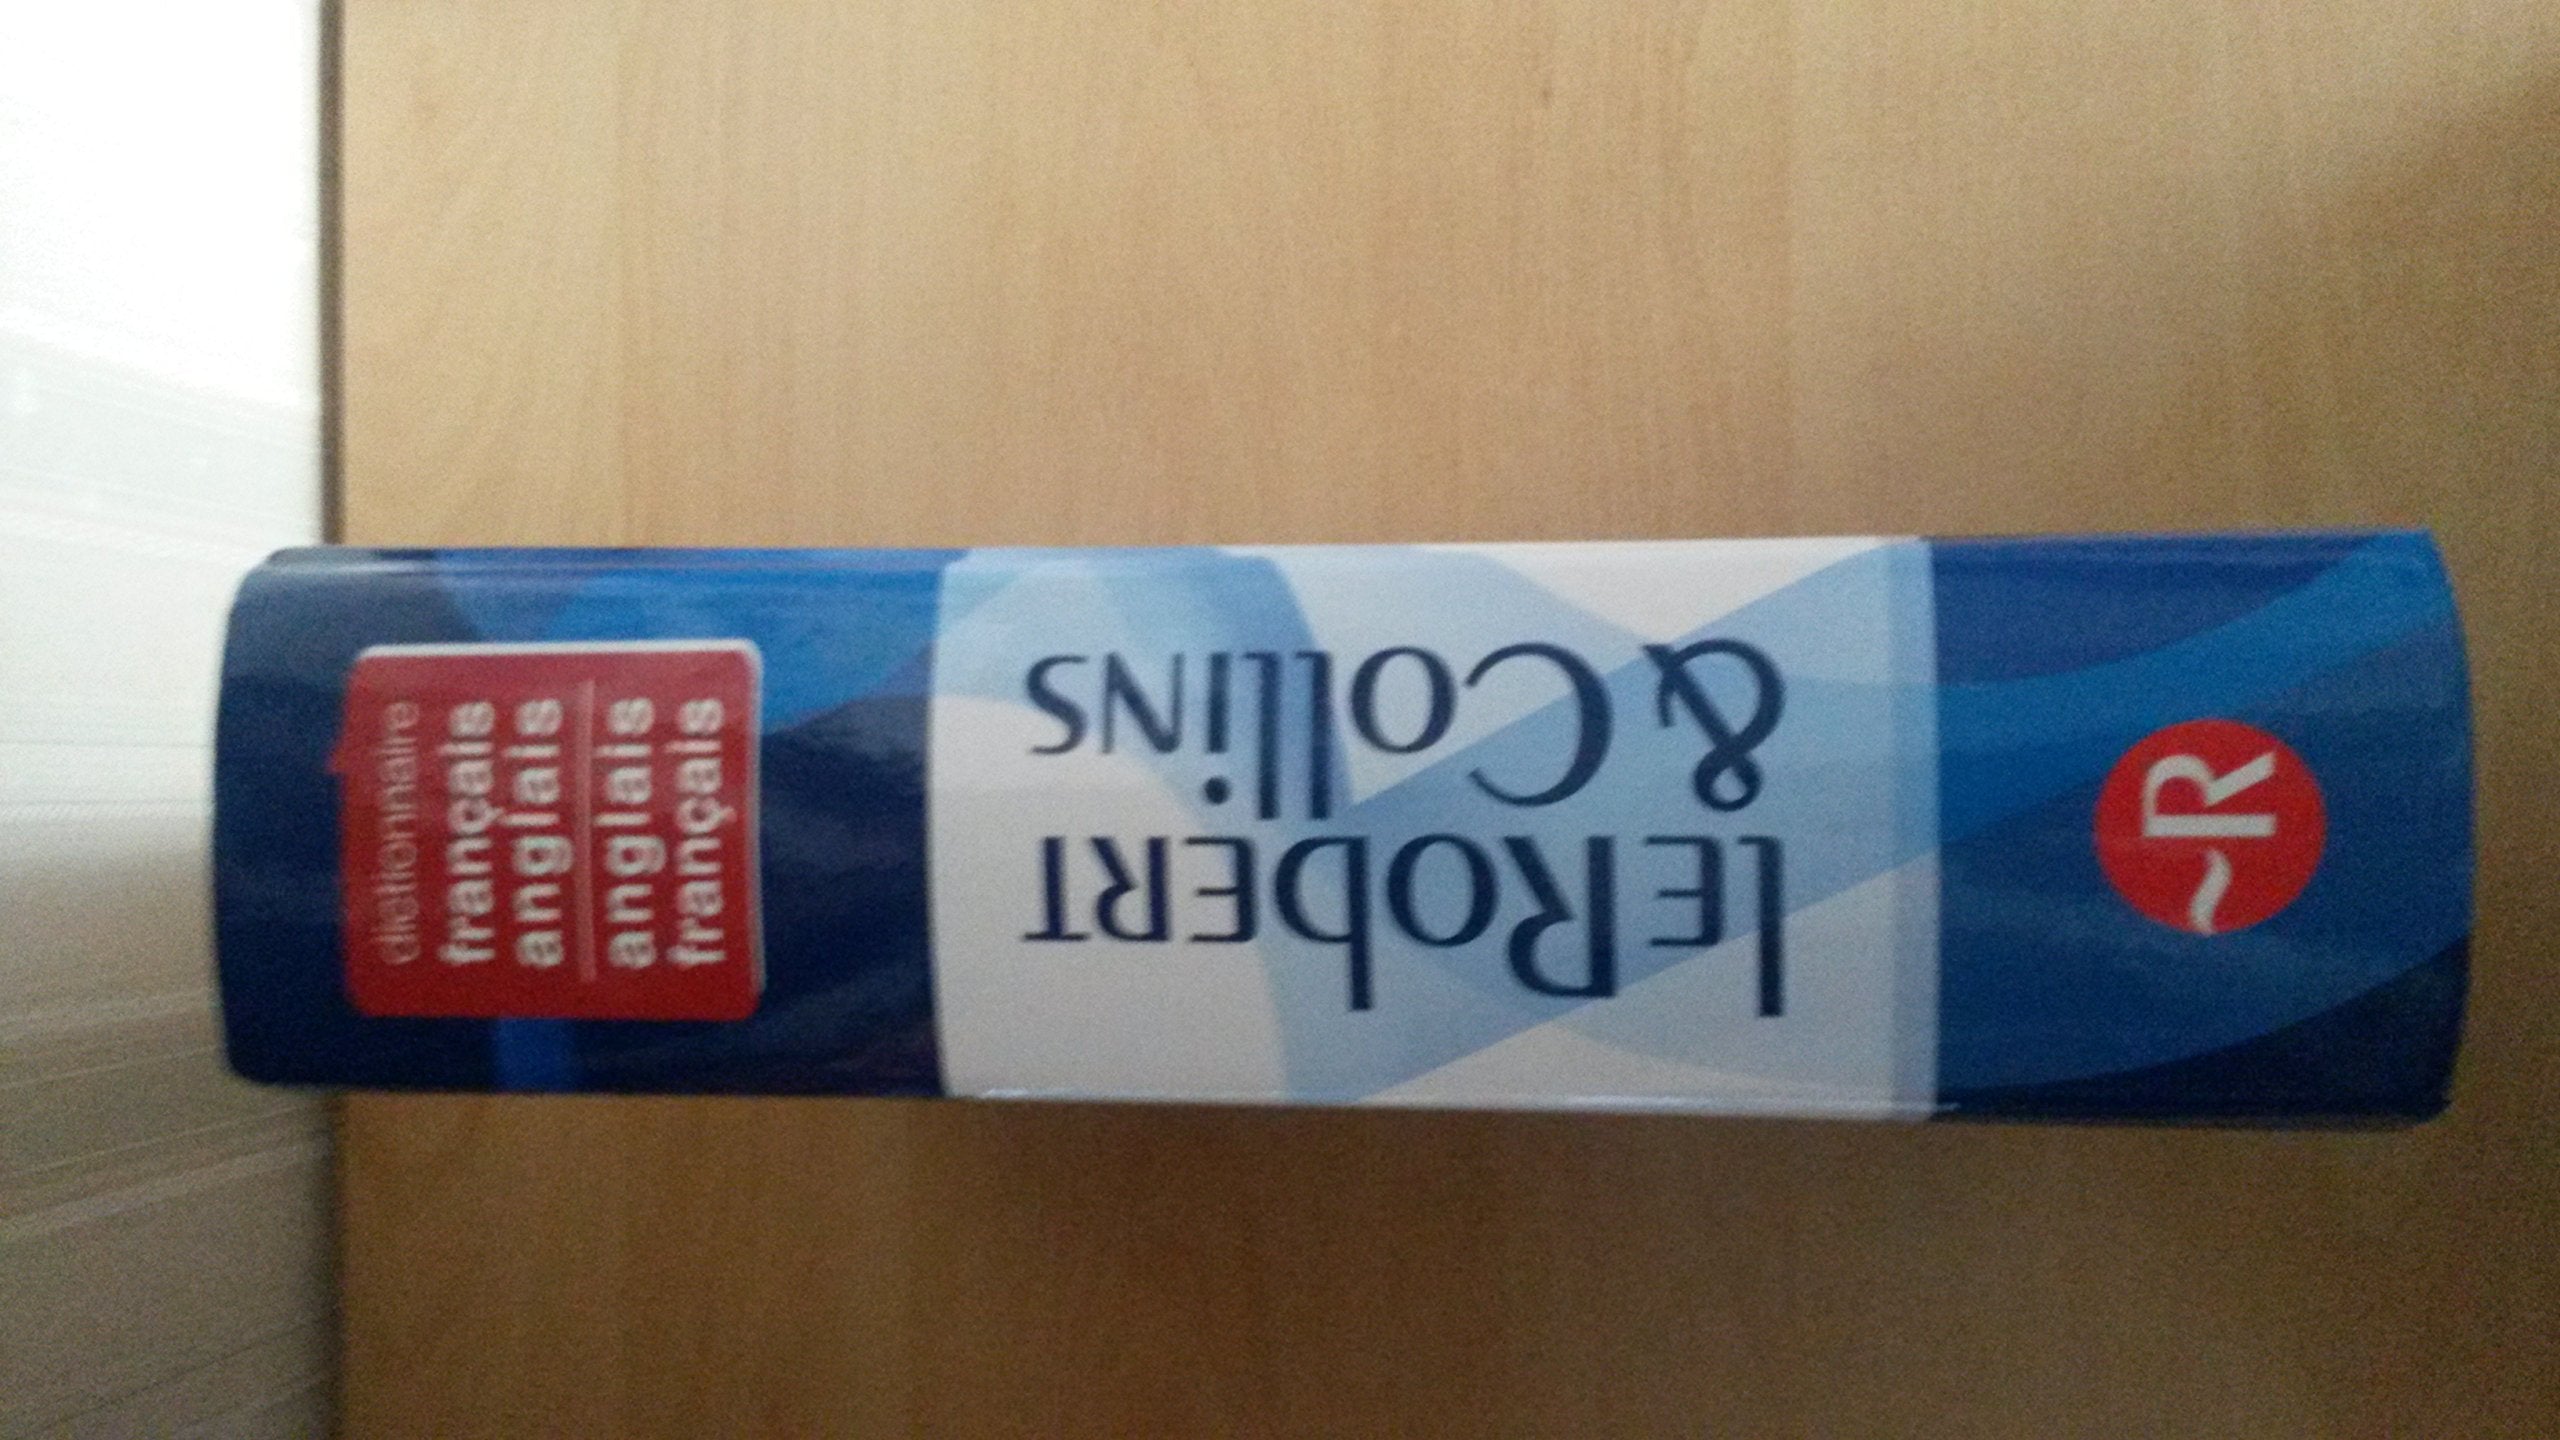 dictionnaire
français
anglais
anglais
français
LE ROBERT
& COLLINS
~R